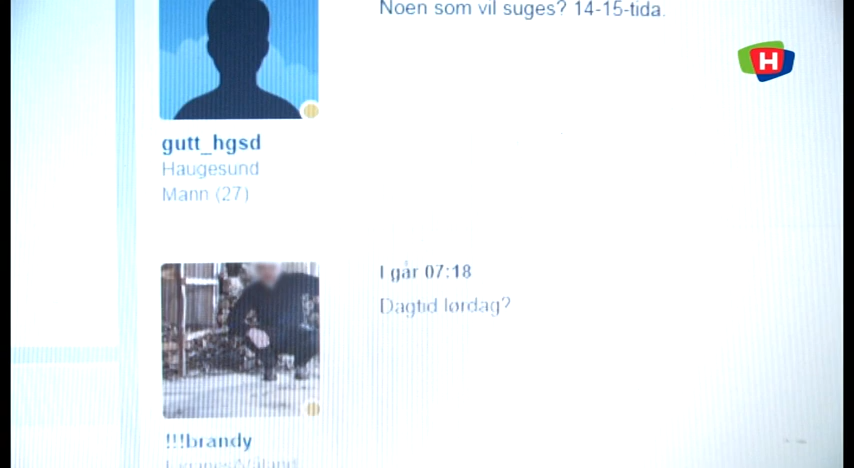 Noen som vil suges? 14-15-tida.
H
gutt_hgsd
Haugesund
Mann (27)
I går 07:18
Dagtid lørdag?
!!!brandy